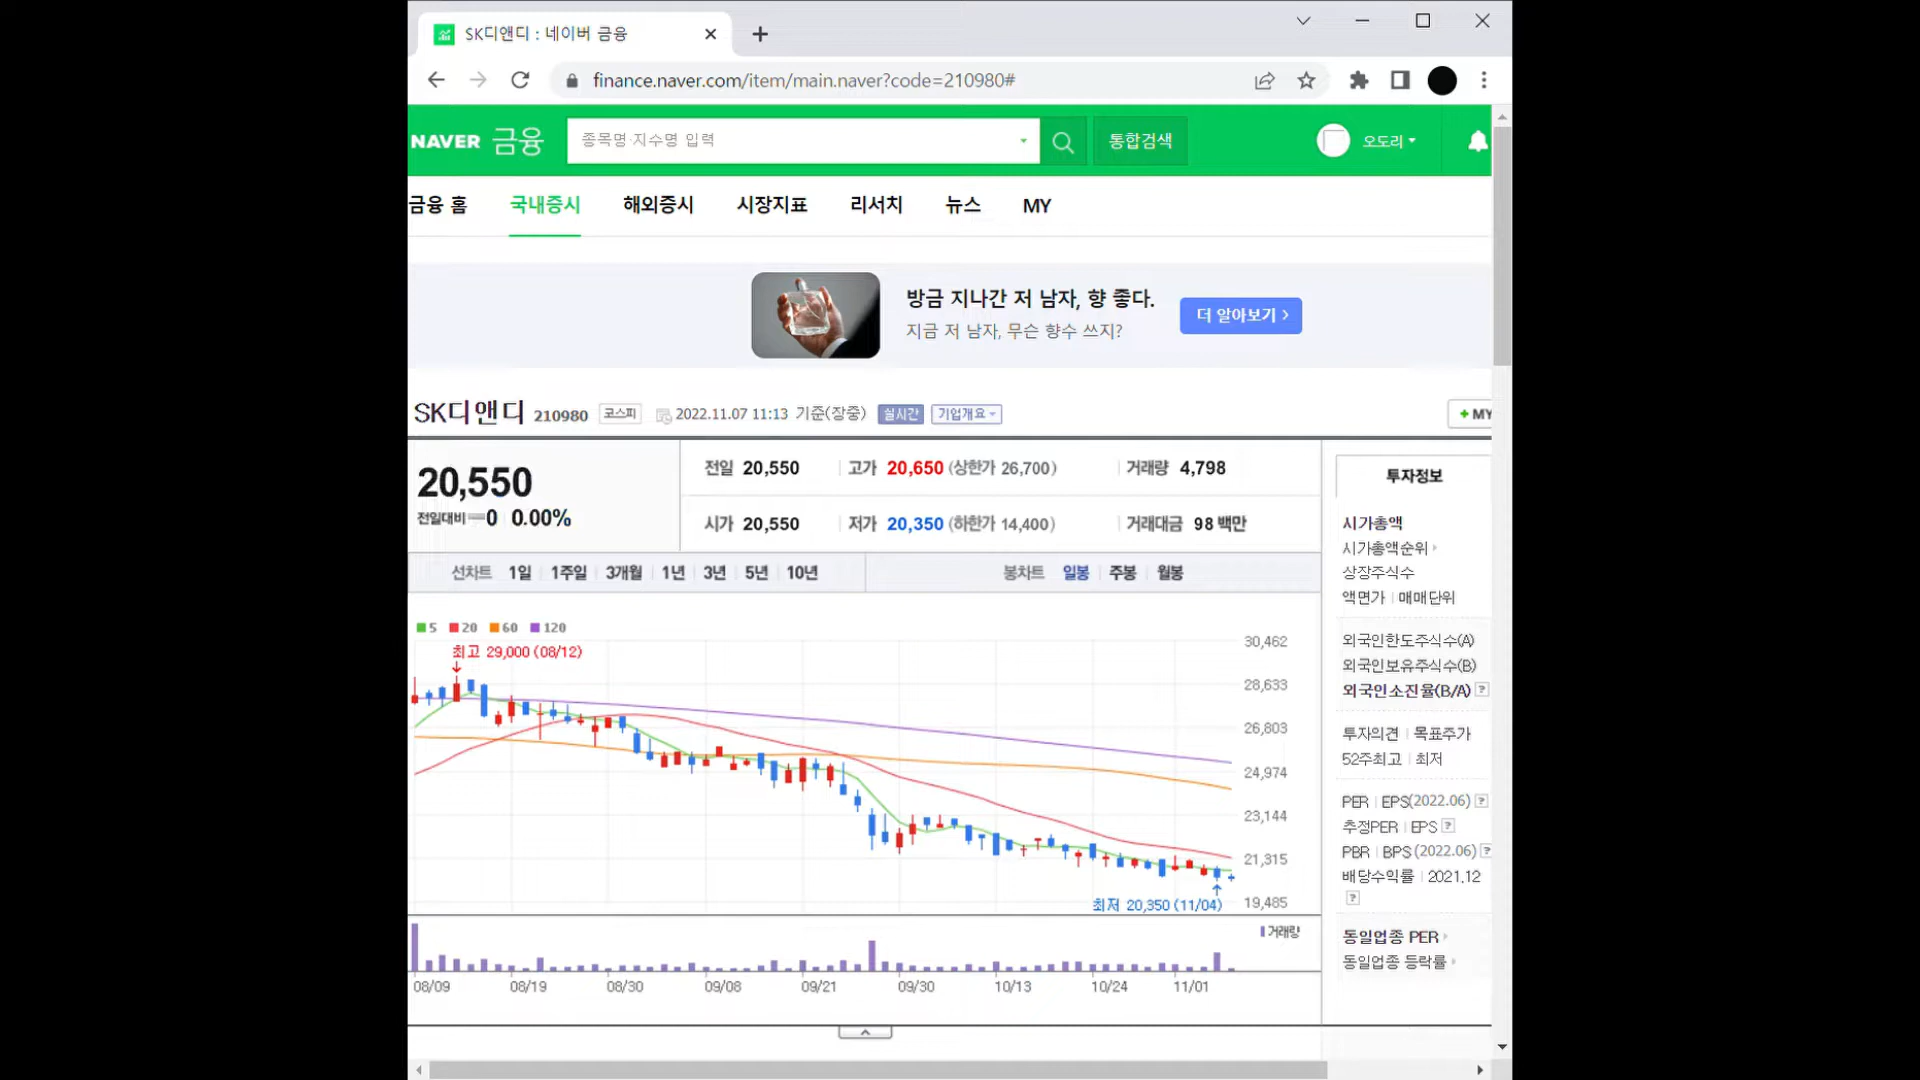 SK디앤디 : 네이버 금융
finance.naver.com/item/main.naver?code=210980#
NAVER 금융
종목명·지수명 입력
통합검색
오도리
금융 홈 국내증시 해외증시 시장지표 리서치 뉴스 MY
방금 지나간 저 남자, 향 좋다.
지금 저 남자, 무슨 향수 쓰지?
더 알아보기 >
SK디앤디 210980 코스피 2022.11.07 11:13 기준(장중) 실시간 기업개요
+ MY
20,550
전일대비 0 0.00%
전일 20,550 고가 20,650 (상한가 26,700) 거래량 4,798
시가 20,550 저가 20,350 (하한가 14,400) 거래대금 98 백만
선차트 1일 1주일 3개월 1년 3년 5년 10년 봉차트 일봉 주봉 월봉
5 20 60 120
최고 29,000 (08/12)
30,462
28,633
26,803
24,974
23,144
21,315
19,485
최저 20,350 (11/04)
거래량
08/09 08/19 08/30 09/08 09/21 09/30 10/13 10/24 11/01
투자정보
시가총액
시가총액순위
상장주식수
액면가 | 매매단위
외국인한도주식수(A)
외국인보유주식수(B)
외국인소진율(B/A) ?
투자의견 | 목표주가
52주최고 | 최저
PER | EPS(2022.06) ?
추정PER | EPS ?
PBR | BPS (2022.06) ?
배당수익률 | 2021.12
?
동일업종 PER
동일업종 등락률